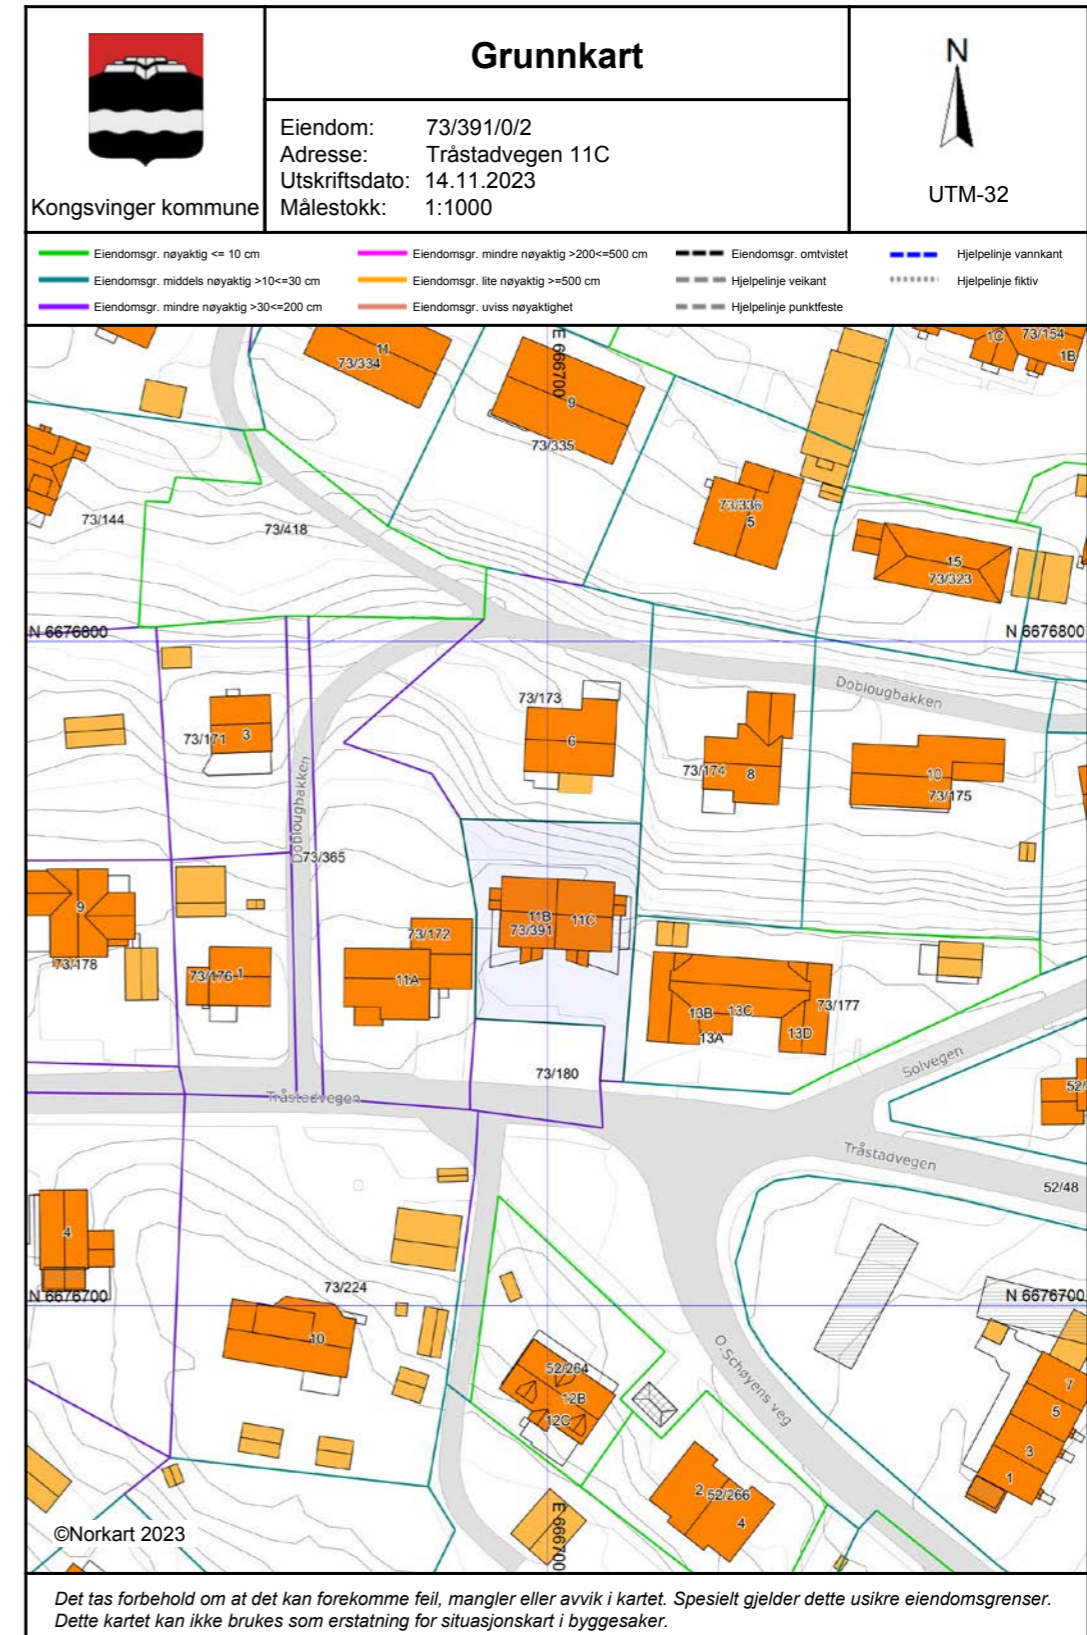 Grunnkart
Eiendom: 73/391/0/2
Adresse: Tråstadvegen 11C
Utskriftsdato: 14.11.2023
Målestokk: 1:1000
Kongsvinger kommune
N
UTM-32
Eiendomsgr. nøyaktig <= 10 cm
Eiendomsgr. middels nøyaktig >10<=30 cm
Eiendomsgr. mindre nøyaktig >30<=200 cm
Eiendomsgr. mindre nøyaktig >200<=500 cm
Eiendomsgr. lite nøyaktig >=500 cm
Eiendomsgr. uviss nøyaktighet
Eiendomsgr. omtvistet
Hjelpelinje veikant
Hjelpelinje punktfeste
Hjelpelinje vannkant
Hjelpelinje fiktiv
E 666700
11
73/334
9
73/335
1C
73/154
1B
73/144
73/418
73/336
5
15
73/323
N 6676800
N 6676800
Doblougbakken
73/173
6
73/171
3
73/174
8
10
73/175
Doblougbakken
73/365
9
73/178
73/176
1
73/172
11A
11B
11C
73/391
13B
13C
13A
13D
73/177
73/180
Solvegen
Tråstadvegen
52/
Tråstadvegen
52/48
4
73/224
N 6676700
N 6676700
10
O.Schøyens veg
52/264
12B
12C
7
5
3
1
2
52/266
4
E 666700
©Norkart 2023
Det tas forbehold om at det kan forekomme feil, mangler eller avvik i kartet. Spesielt gjelder dette usikre eiendomsgrenser.
Dette kartet kan ikke brukes som erstatning for situasjonskart i byggesaker.